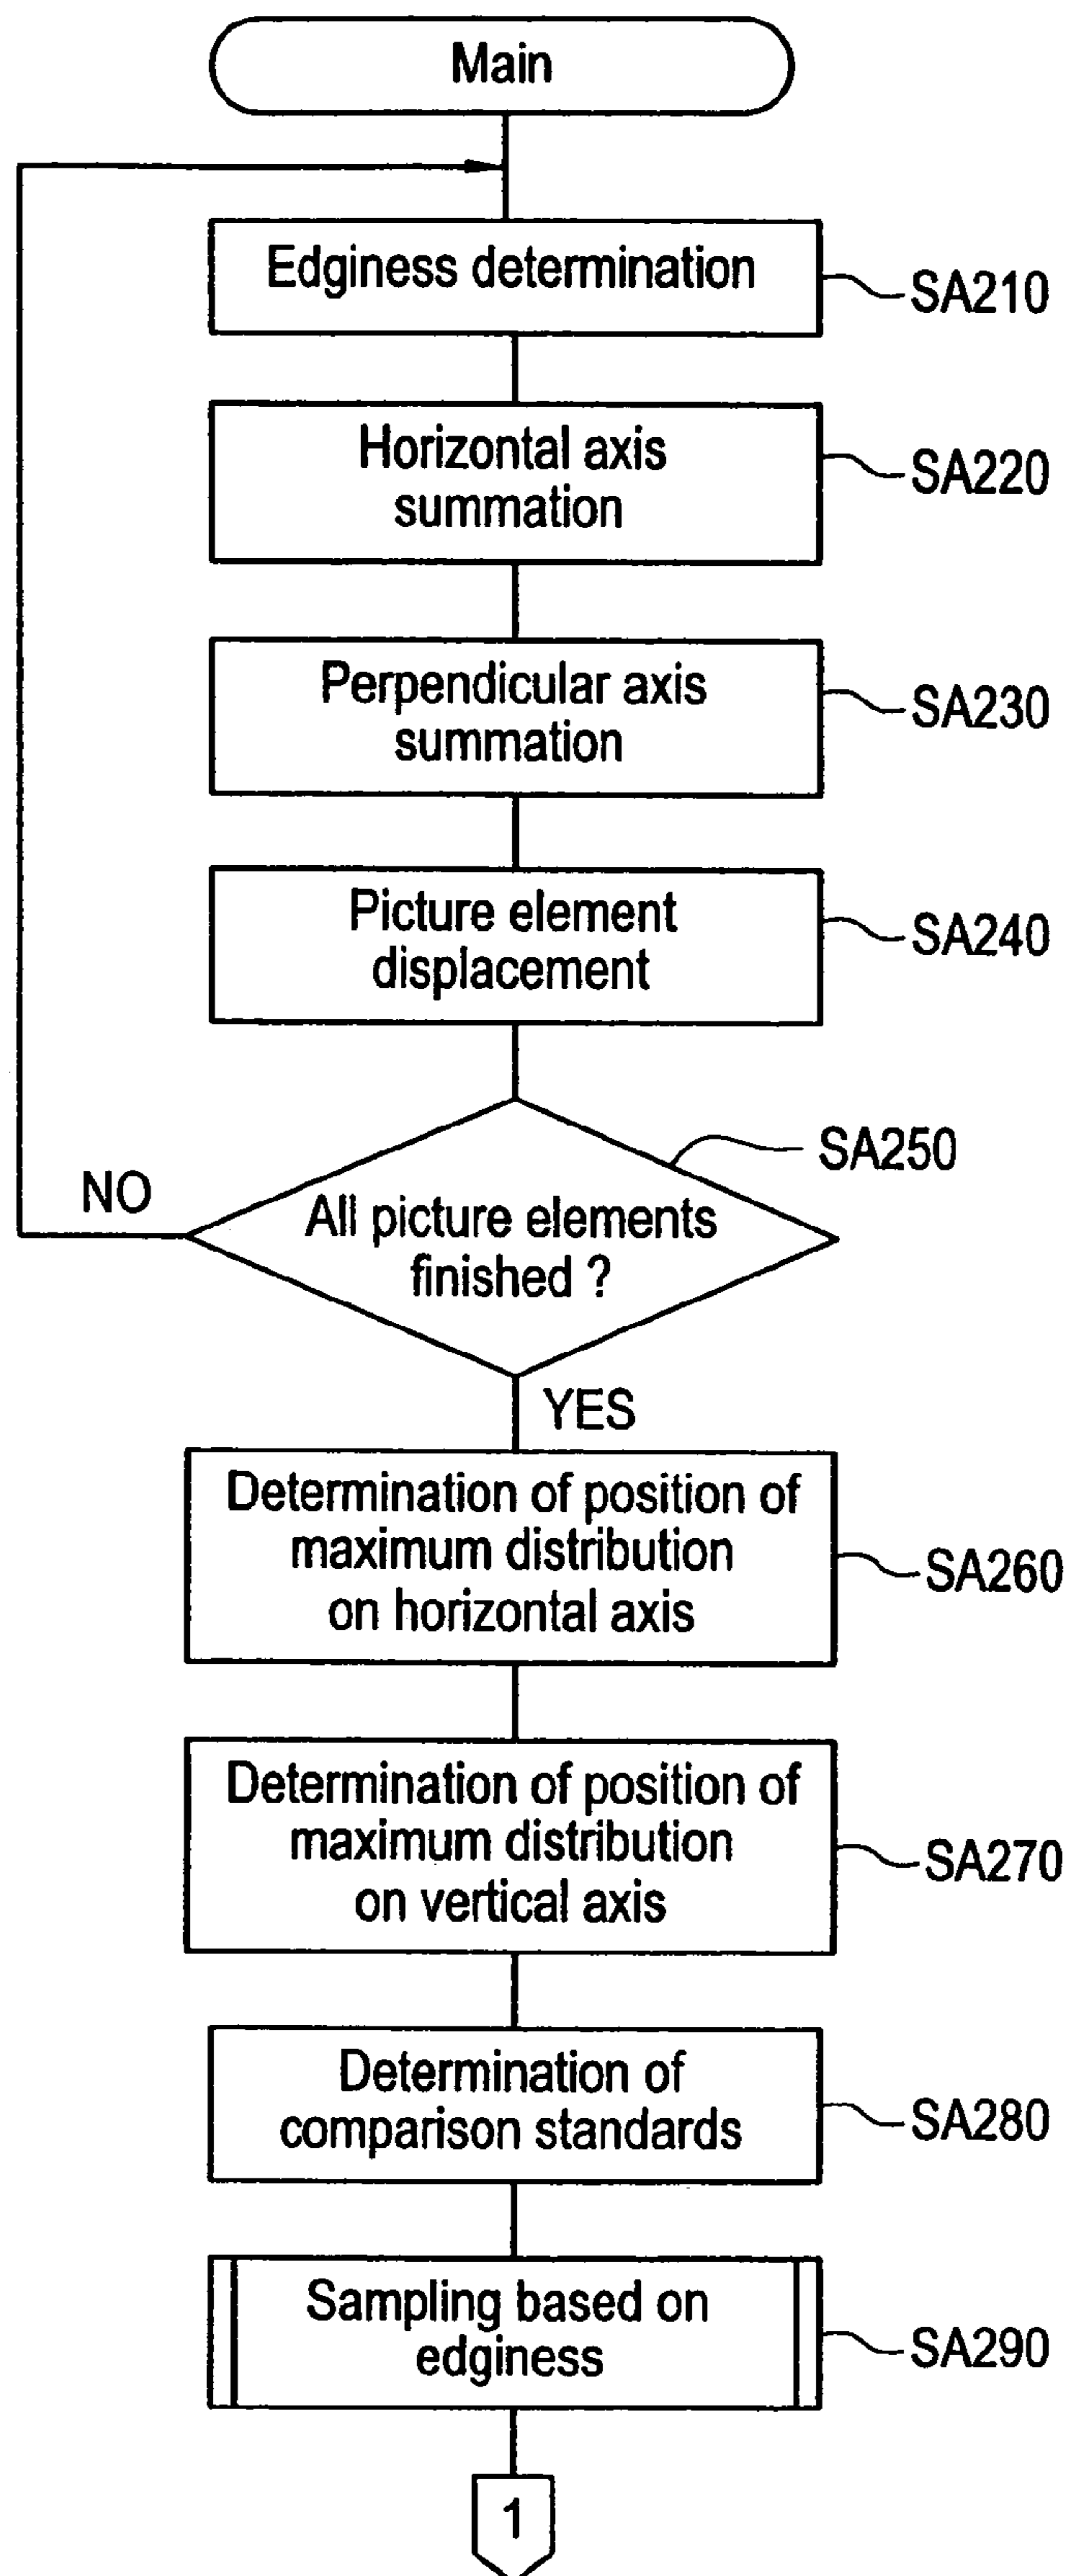 Main
Edginess determination
SA210
Horizontal axis
summation
SA220
Perpendicular axis
summation
SA230
Picture element
displacement
SA240
SA250
NO
All picture elements
finished ?
YES
Determination of position of
maximum distribution
on horizontal axis
SA260
Determination of position of
maximum distribution
on vertical axis
SA270
Determination of
comparison standards
SA280
Sampling based on
edginess
SA290
1